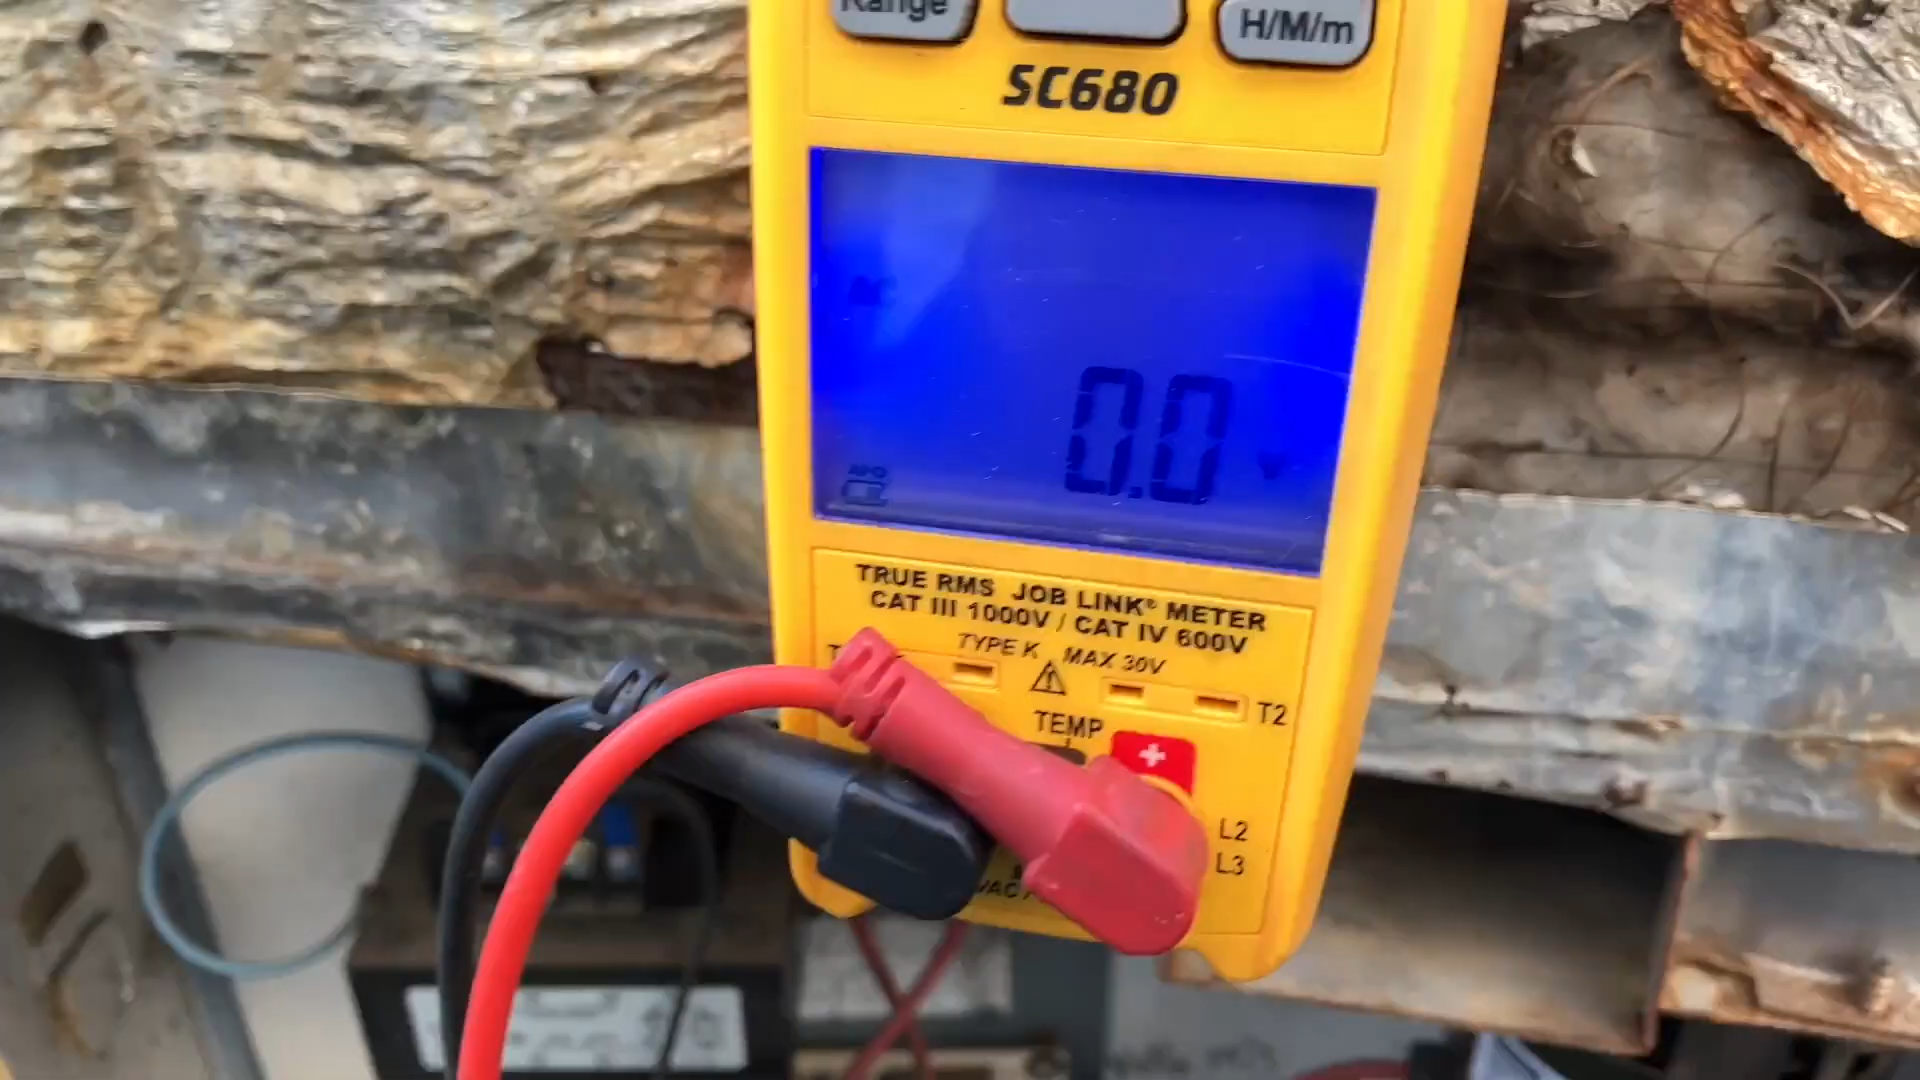 Range
H/M/m
SC680
0.0
APO
TRUE RMS JOB LINK® METER
CAT III 1000V / CAT IV 600V
TYPE K MAX 30V
T2
TEMP
+
L2
L3